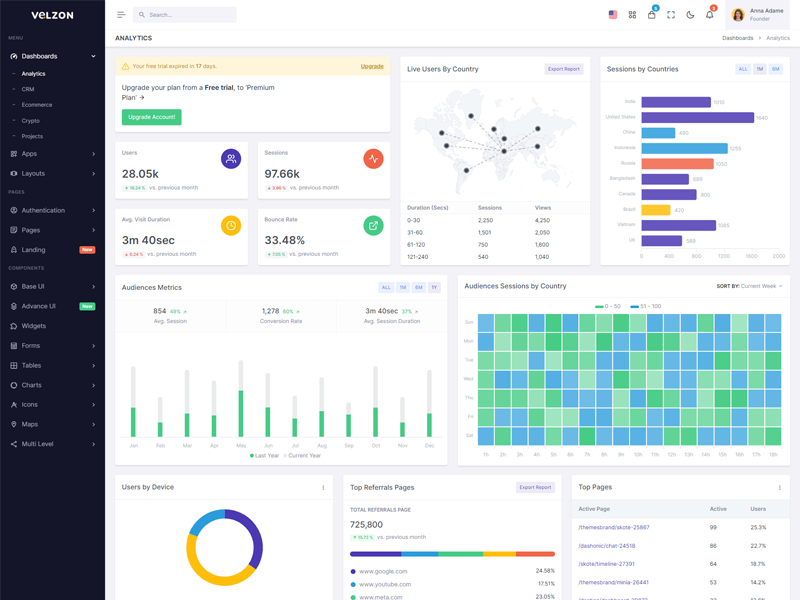 VELZON
Search...
5
3
Anna Adame
Founder
MENU
Dashboards
Analytics
CRM
Ecommerce
Crypto
Projects
Apps
Layouts
PAGES
Authentication
Pages
Landing
New
COMPONENTS
Base UI
Advance UI
New
Widgets
Forms
Tables
Charts
Icons
Maps
Multi Level
ANALYTICS
Dashboards > Analytics
Your free trial expired in 17 days.
Upgrade
Upgrade your plan from a Free trial, to 'Premium
Plan' →
Upgrade Account!
Users
28.05k
vs. previous month
Sessions
97.66k
vs. previous month
Avg. Visit Duration
3m 40sec
vs. previous month
Bounce Rate
33.48%
vs. previous month
Live Users By Country
Export Report
Duration (Secs) Sessions Views
0-30 2,250 4,250
31-60 1,501 2,050
61-120 750 1,600
121-240 540 1,040
Sessions by Countries
ALL 1M 6M
India 1010
United States 1640
China 490
Indonesia 1255
Russia 1050
Bangladesh 689
Canada 800
Brazil 420
Vietnam 1085
UK 589
0 400 800 1200 1600 2000
Audiences Metrics
ALL 1M 6M 1Y
854 49%
Avg. Session
1,278 60%
Conversion Rate
3m 40sec 37%
Avg. Session Duration
Jan Feb Mar Apr May Jun Jul Aug Sep Oct Nov Dec
Last Year Current Year
Audiences Sessions by Country
SORT BY: Current Week
0 - 50 51 - 100
Sun
Mon
Tue
Wed
Thu
Fri
Sat
1h 2h 3h 4h 5h 6h 7h 8h 9h 10h 11h 12h 13h 14h 15h 16h 17h 18h
Users by Device
Top Referrals Pages
Export Report
TOTAL REFERRALS PAGE
725,800
15.72 %
vs. previous month
www.google.com 24.58%
www.youtube.com 17.51%
www.meta.com 23.05%
Top Pages
Active Page Active Users
/themesbrand/skote-25867 99 25.3%
/dashonic/chat-24518 86 22.7%
/skote/timeline-27391 64 18.7%
/themesbrand/minia-26441 53 14.2%